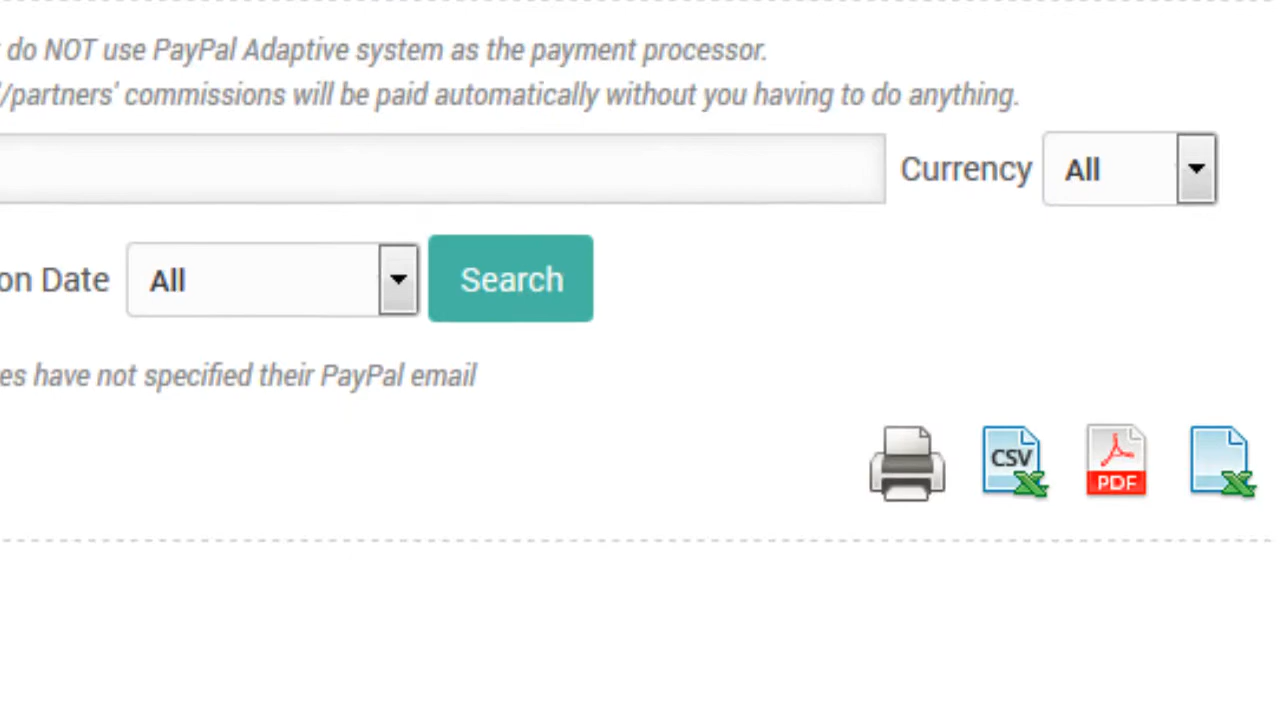 do NOT use PayPal Adaptive system as the payment processor.
/partners' commissions will be paid automatically without you having to do anything.
Currency All
on Date All Search
es have not specified their PayPal email
CSV PDF